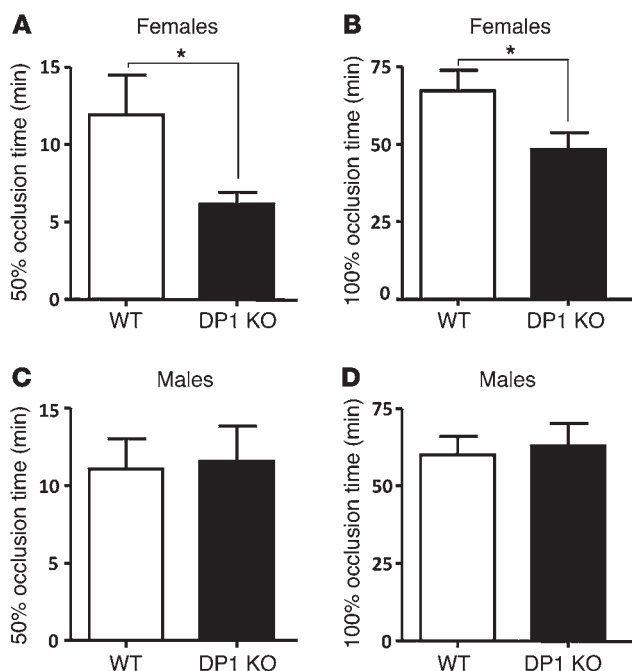 A
Females
50% occlusion time (min)
15
10
5
0
*
WT
DP1 KO
B
Females
100% occlusion time (min)
75
50
25
0
*
WT
DP1 KO
C
Males
50% occlusion time (min)
15
10
5
0
WT
DP1 KO
D
Males
100% occlusion time (min)
75
50
25
0
WT
DP1 KO